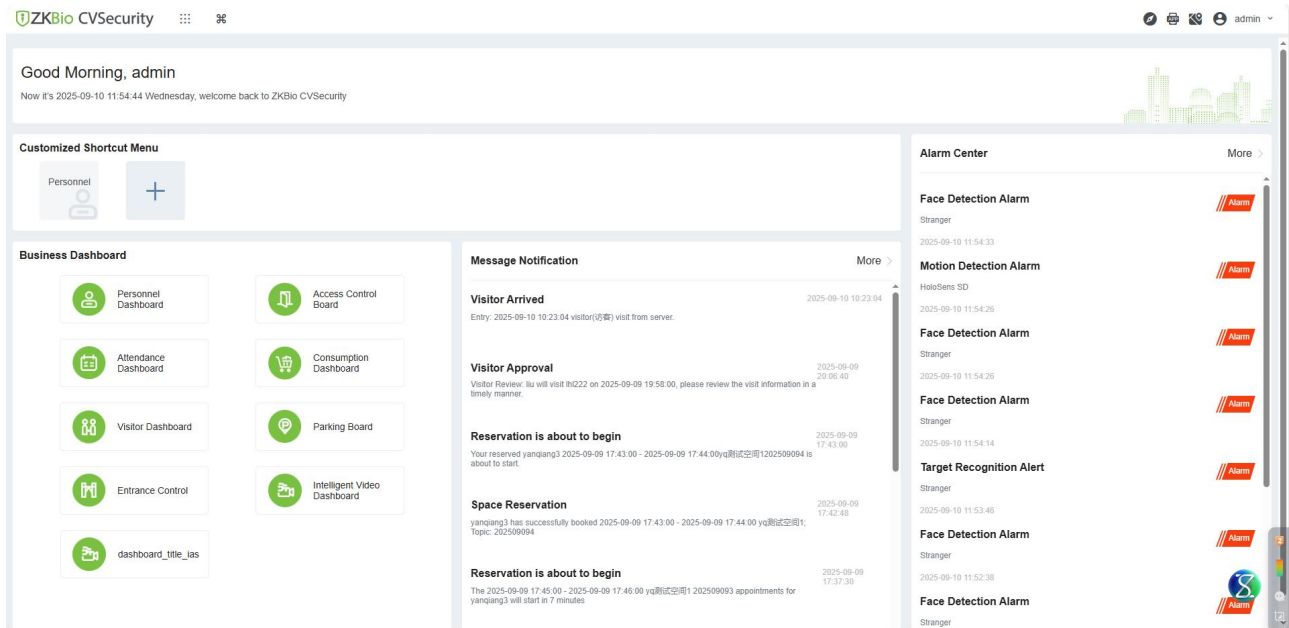 ZKBio CVSecurity
admin
Good Morning, admin
Now it's 2025-09-10 11:54:44 Wednesday, welcome back to ZKBio CVSecurity
Customized Shortcut Menu
Personnel
Business Dashboard
Personnel
Dashboard
Access Control
Board
Attendance
Dashboard
Consumption
Dashboard
Visitor Dashboard
Parking Board
Entrance Control
Intelligent Video
Dashboard
dashboard_title_ias
Message Notification
More
Visitor Arrived
2025-09-10 10:23:04
Entry: 2025-09-10 10:23:04 visitor(访客) visit from server.
Visitor Approval
2025-09-09
20:06:40
Visitor Review: liu will visit lhl222 on 2025-09-09 19:58:00, please review the visit information in a
timely manner.
Reservation is about to begin
2025-09-09
17:43:00
Your reserved yanqiang3 2025-09-09 17:43:00 - 2025-09-09 17:44:00yq测试空间1202509094 is
about to start.
Space Reservation
2025-09-09
17:42:48
yanqiang3 has successfully booked 2025-09-09 17:43:00 - 2025-09-09 17:44:00 yq测试空间1;
Topic: 202509094
Reservation is about to begin
2025-09-09
17:37:30
The 2025-09-09 17:45:00 - 2025-09-09 17:46:00 yq测试空间1 202509093 appointments for
yanqiang3 will start in 7 minutes
Alarm Center
More
Face Detection Alarm
Alarm
Stranger
2025-09-10 11:54:33
Motion Detection Alarm
Alarm
HoloSens SD
2025-09-10 11:54:26
Face Detection Alarm
Alarm
Stranger
2025-09-10 11:54:26
Face Detection Alarm
Alarm
Stranger
2025-09-10 11:54:14
Target Recognition Alert
Alarm
Stranger
2025-09-10 11:53:46
Face Detection Alarm
Alarm
Stranger
2025-09-10 11:52:38
Face Detection Alarm
Alarm
Stranger